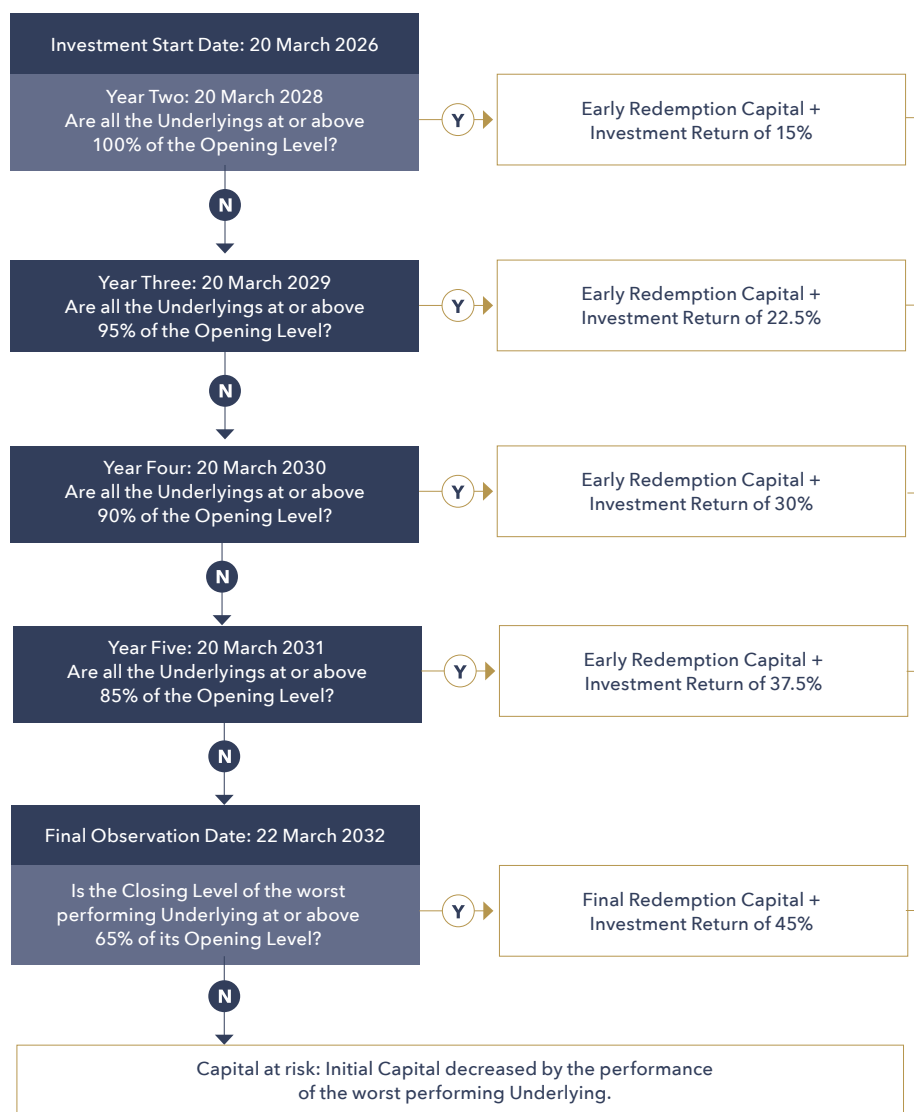 Investment Start Date: 20 March 2026
Year Two: 20 March 2028
Are all the Underlyings at or above
100% of the Opening Level?
Y
Early Redemption Capital +
Investment Return of 15%
N
Year Three: 20 March 2029
Are all the Underlyings at or above
95% of the Opening Level?
Y
Early Redemption Capital +
Investment Return of 22.5%
N
Year Four: 20 March 2030
Are all the Underlyings at or above
90% of the Opening Level?
Y
Early Redemption Capital +
Investment Return of 30%
N
Year Five: 20 March 2031
Are all the Underlyings at or above
85% of the Opening Level?
Y
Early Redemption Capital +
Investment Return of 37.5%
N
Final Observation Date: 22 March 2032
Is the Closing Level of the worst
performing Underlying at or above
65% of its Opening Level?
Y
Final Redemption Capital +
Investment Return of 45%
N
Capital at risk: Initial Capital decreased by the performance
of the worst performing Underlying.